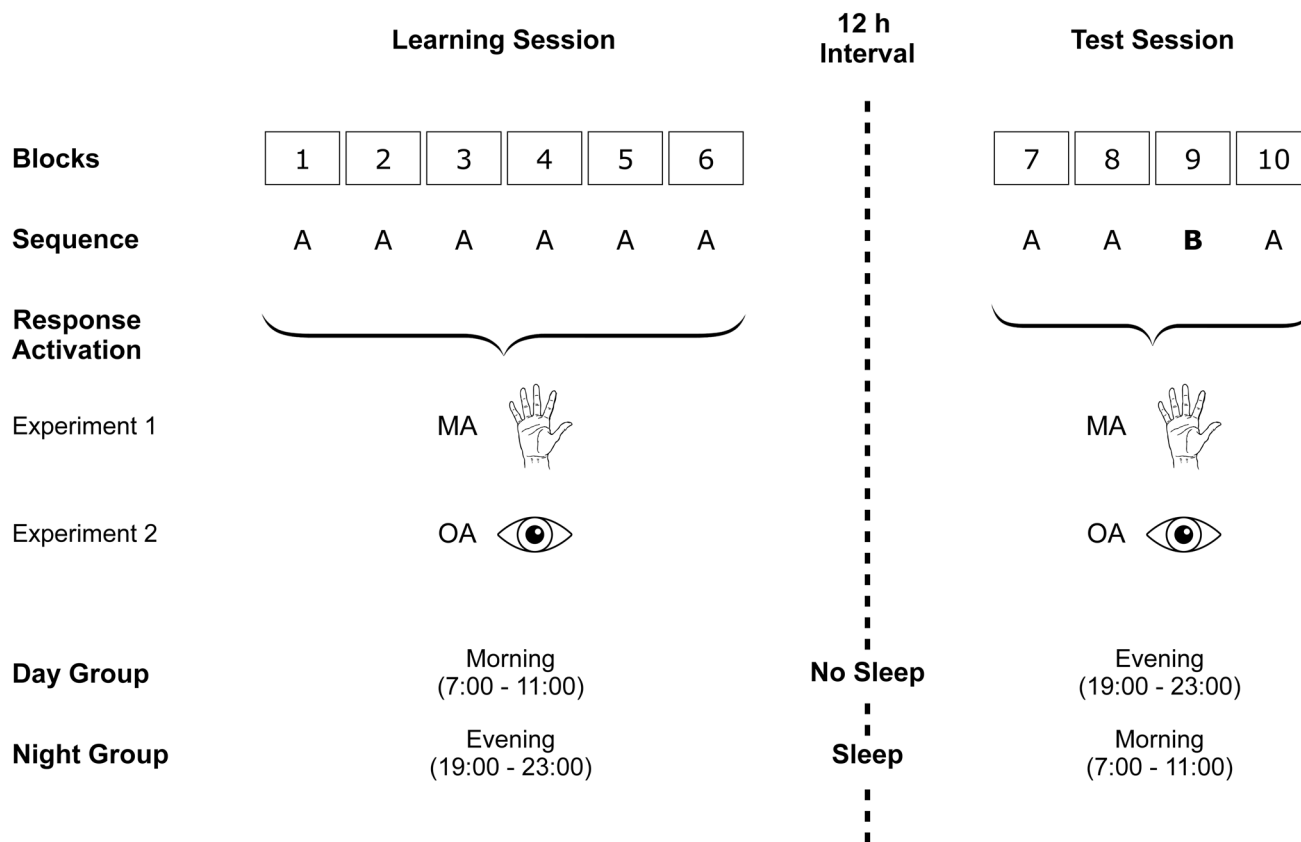 Learning Session
12 h
Interval
Test Session
Blocks 1 2 3 4 5 6 7 8 9 10
Sequence A A A A A A A A B A
Response
Activation
Experiment 1 MA MA
Experiment 2 OA OA
Day Group Morning
(7:00 - 11:00) No Sleep Evening
(19:00 - 23:00)
Night Group Evening
(19:00 - 23:00) Sleep Morning
(7:00 - 11:00)